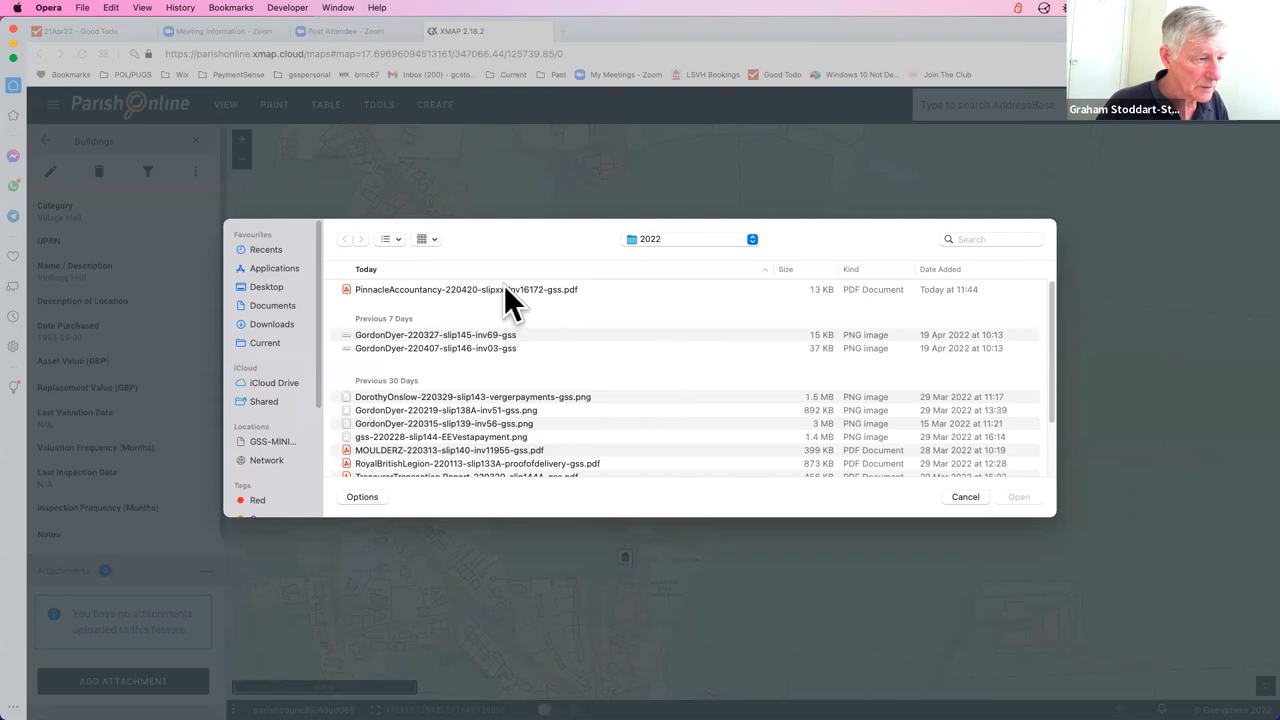 Opera File Edit View History Bookmarks Developer Window Help
21Apr22 - Good Tods. Meeting Information - Zoom Post Attendee - Zoom XMAP 2.18.2
https://parishonline.xmap.cloud/maps#map=17.69696094513161/347066.44/125739.85/0
Bookmarks POL/PUGS Wix PaymentSense gsspersonal brnc67 Inbox (200) - gcsto... Current Past My Meetings - Zoom LSVH Bookings Good Todo Windows 10 Not De... Join The Club
Graham Stoddart-St...
Parish Online VIEW PRINT TABLE TOOLS CREATE Type to search AddressBase
Buildings
Category
Village Hall
UPRN
Name / Description
Village Hall
Description of Location
Date Purchased
1993-06-03
Asset Value (GBP)
Replacement Value (GBP)
Last Valuation Date
N/A
Valuation Frequency (Months)
Last Inspection Date
N/A
Inspection Frequency (Months)
Notes
Attachments
You have no attachments
uploaded to this feature.
ADD ATTACHMENT
Favourites
Recents
Applications
Desktop
Documents
Downloads
Current
iCloud
iCloud Drive
Shared
Locations
GSS-MINI...
Network
Tags
Red
2022 Search
Today Size Kind Date Added
PinnacleAccountancy-220420-slipxx-inv16172-gss.pdf 13 KB PDF Document Today at 11:44
Previous 7 Days
GordonDyer-220327-slip145-inv69-gss 15 KB PNG image 19 Apr 2022 at 10:13
GordonDyer-220407-slip146-inv03-gss 37 KB PNG image 19 Apr 2022 at 10:13
Previous 30 Days
DorothyOnslow-220329-slip143-vergerpayments-gss.png 1.5 MB PNG image 29 Mar 2022 at 11:17
GordonDyer-220219-slip138A-inv51-gss.png 892 KB PNG image 29 Mar 2022 at 13:39
GordonDyer-220315-slip139-inv56-gss.png 3 MB PNG image 15 Mar 2022 at 11:21
gss-220228-slip144-EEVestapayment.png 1.4 MB PNG image 29 Mar 2022 at 16:14
MOULDERZ-220313-slip140-inv11955-gss.pdf 399 KB PDF Document 28 Mar 2022 at 10:19
RoyalBritishLegion-220113-slip133A-proofofdelivery-gss.pdf 873 KB PDF Document 29 Mar 2022 at 12:28
Options Cancel Open
© Geoxphere 2022